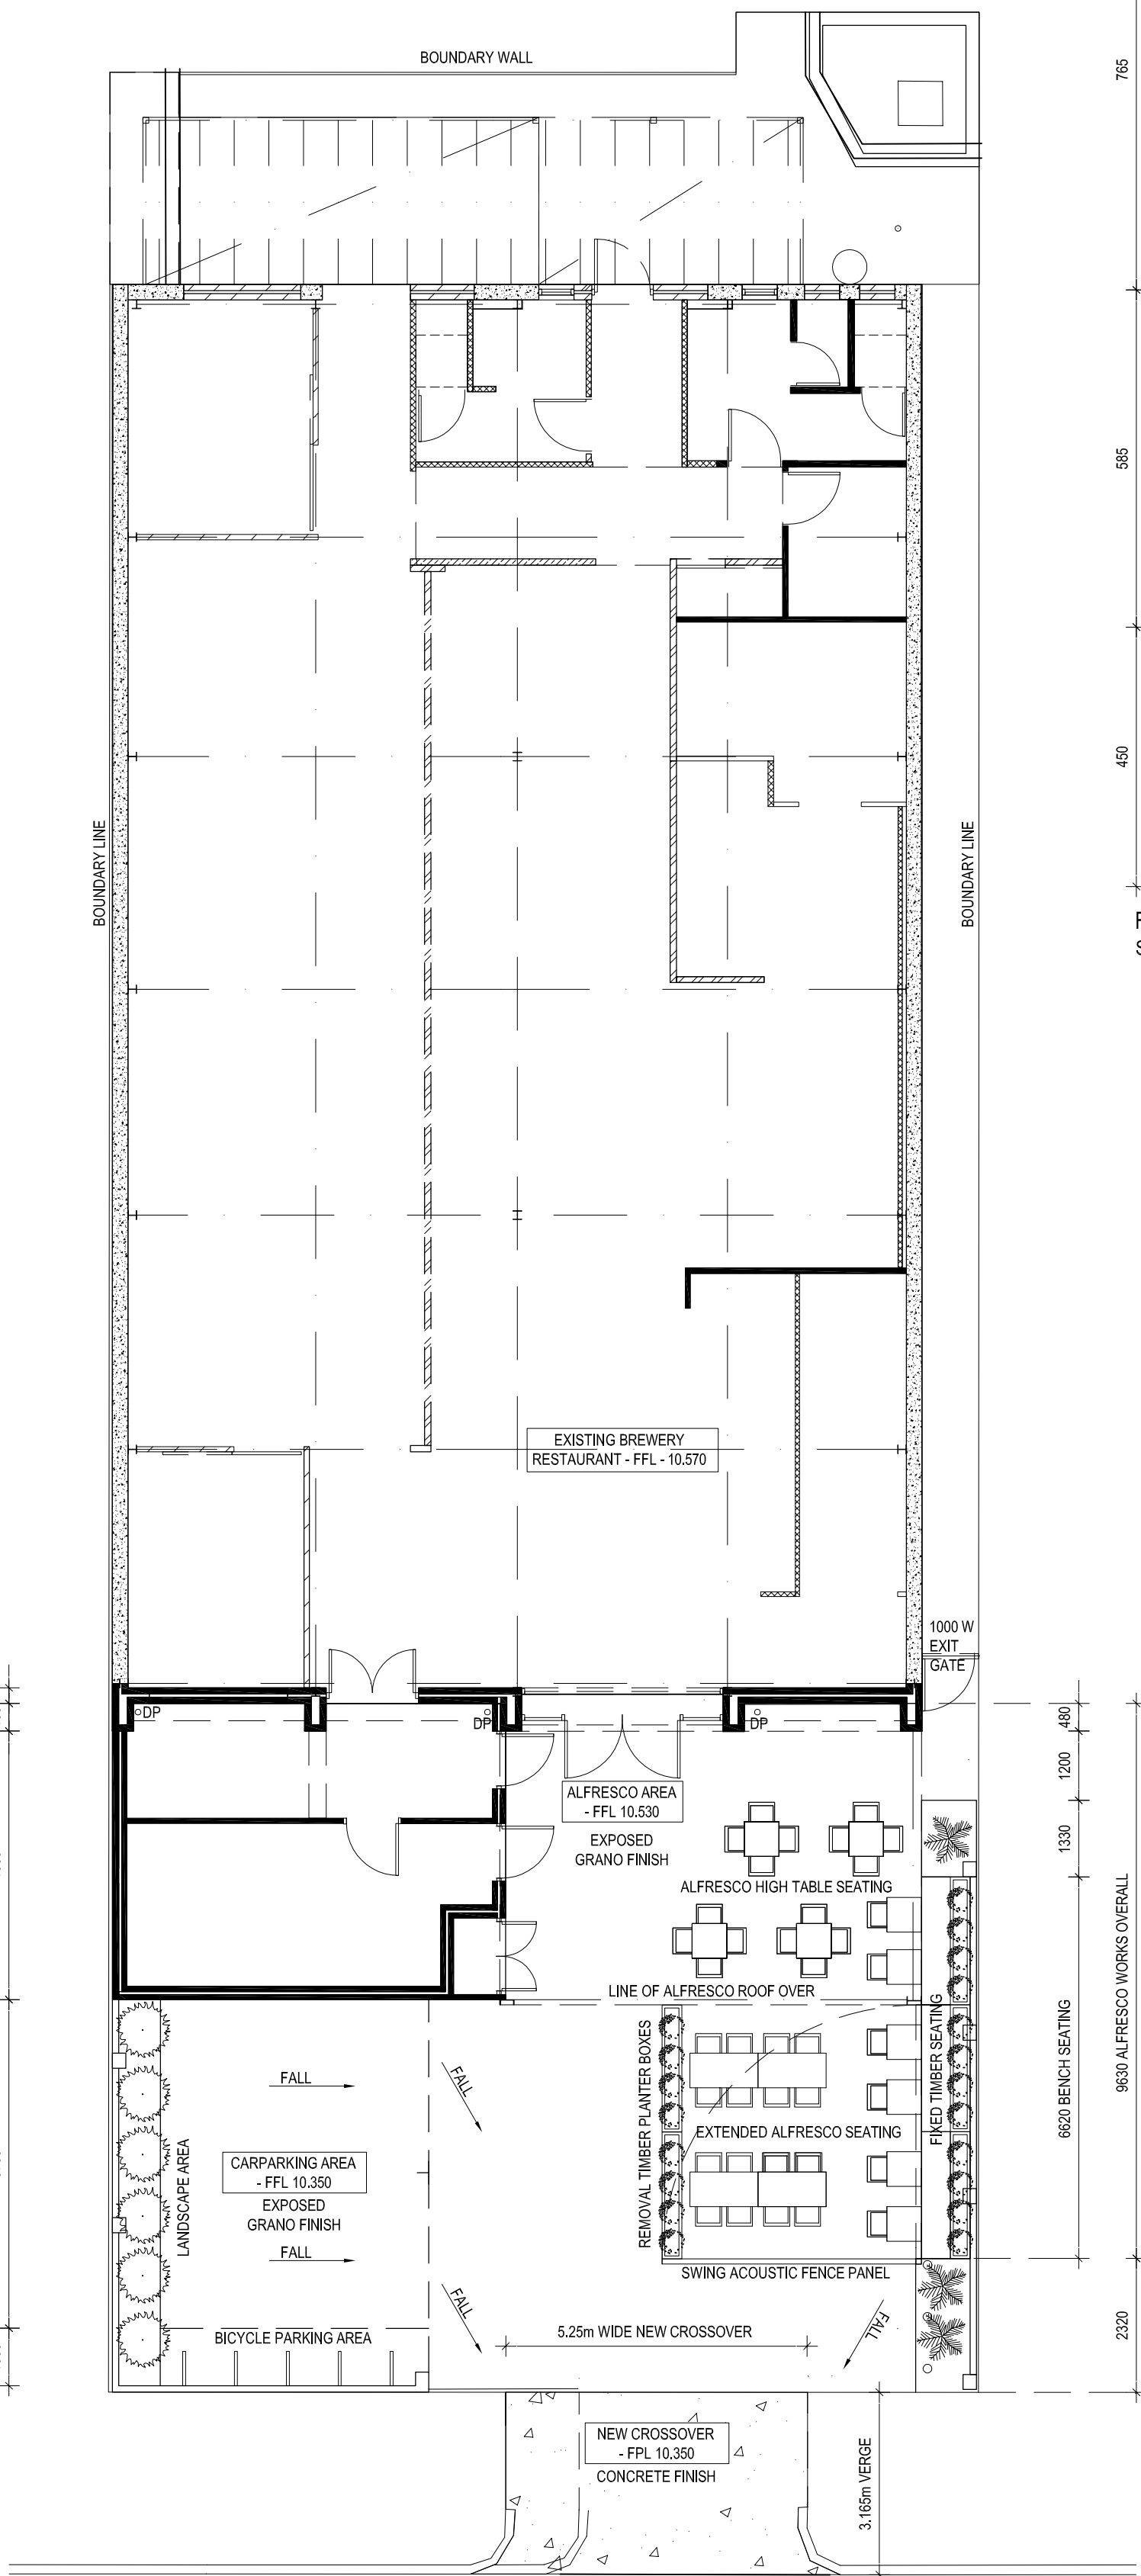 BOUNDARY WALL
765
585
450
BOUNDARY LINE
BOUNDARY LINE
EXISTING BREWERY
RESTAURANT - FFL - 10.570
1000 W
EXIT
GATE
DP
DP
DP
480
1200
1330
ALFRESCO AREA
- FFL 10.530
EXPOSED
GRANO FINISH
ALFRESCO HIGH TABLE SEATING
LINE OF ALFRESCO ROOF OVER
REMOVAL TIMBER PLANTER BOXES
FIXED TIMBER SEATING
6620 BENCH SEATING
9630 ALFRESCO WORKS OVERALL
FALL
FALL
EXTENDED ALFRESCO SEATING
LANDSCAPE AREA
CARPARKING AREA
- FFL 10.350
EXPOSED
GRANO FINISH
FALL
SWING ACOUSTIC FENCE PANEL
FALL
FALL
2320
BICYCLE PARKING AREA
5.25m WIDE NEW CROSSOVER
NEW CROSSOVER
- FPL 10.350
CONCRETE FINISH
3.165m VERGE